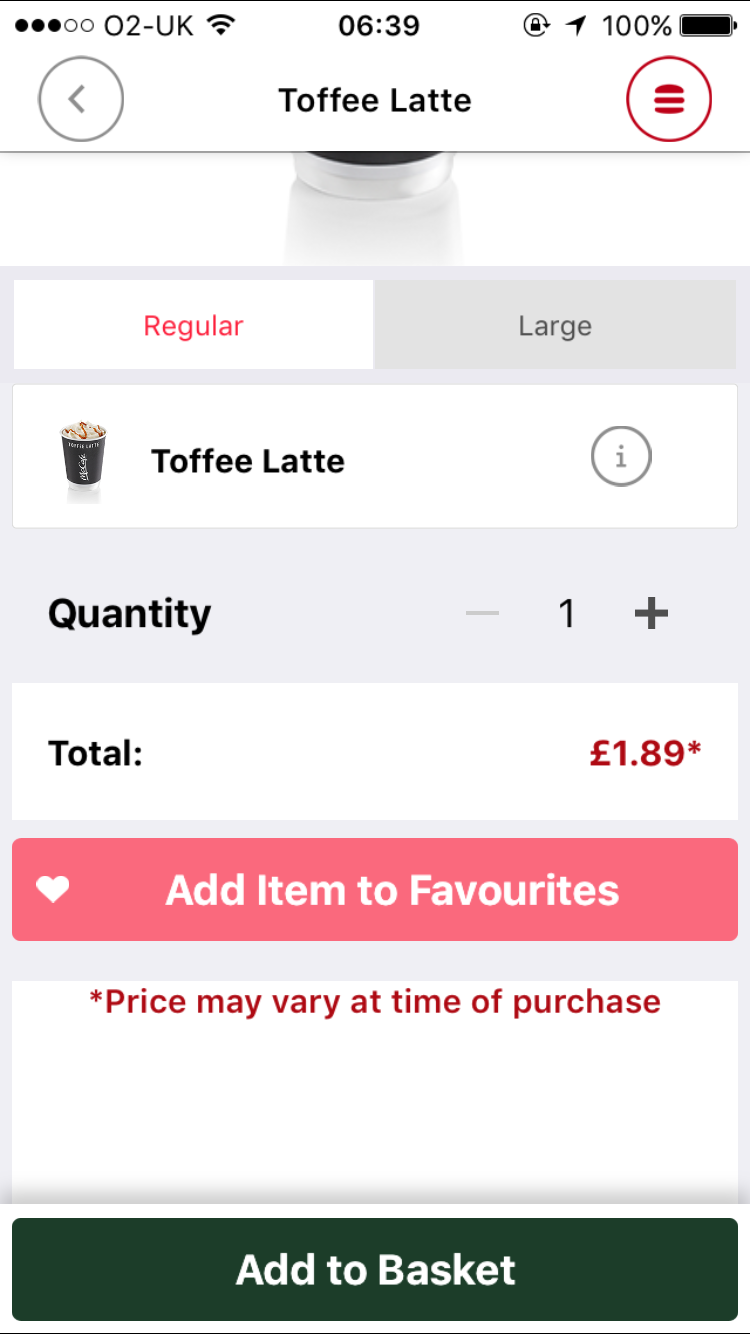 O2-UK 06:39 100%
Toffee Latte
Regular Large
TOFFEE LATTE
McCafé
Toffee Latte i
Quantity 1
Total: £1.89*
Add Item to Favourites
*Price may vary at time of purchase
Add to Basket